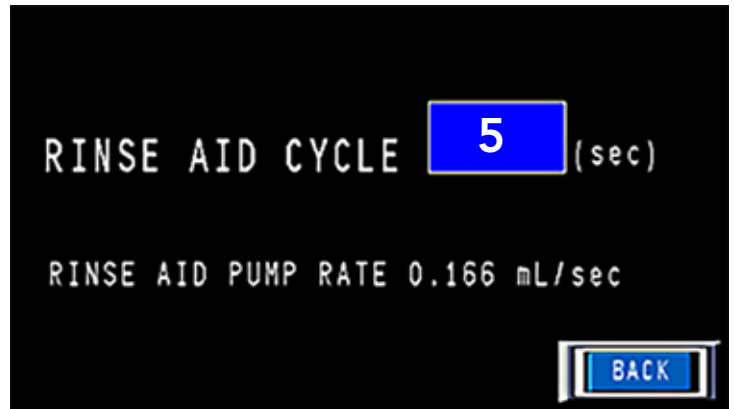 RINSE AID CYCLE 5 (sec)
RINSE AID PUMP RATE 0.166 mL/sec
BACK